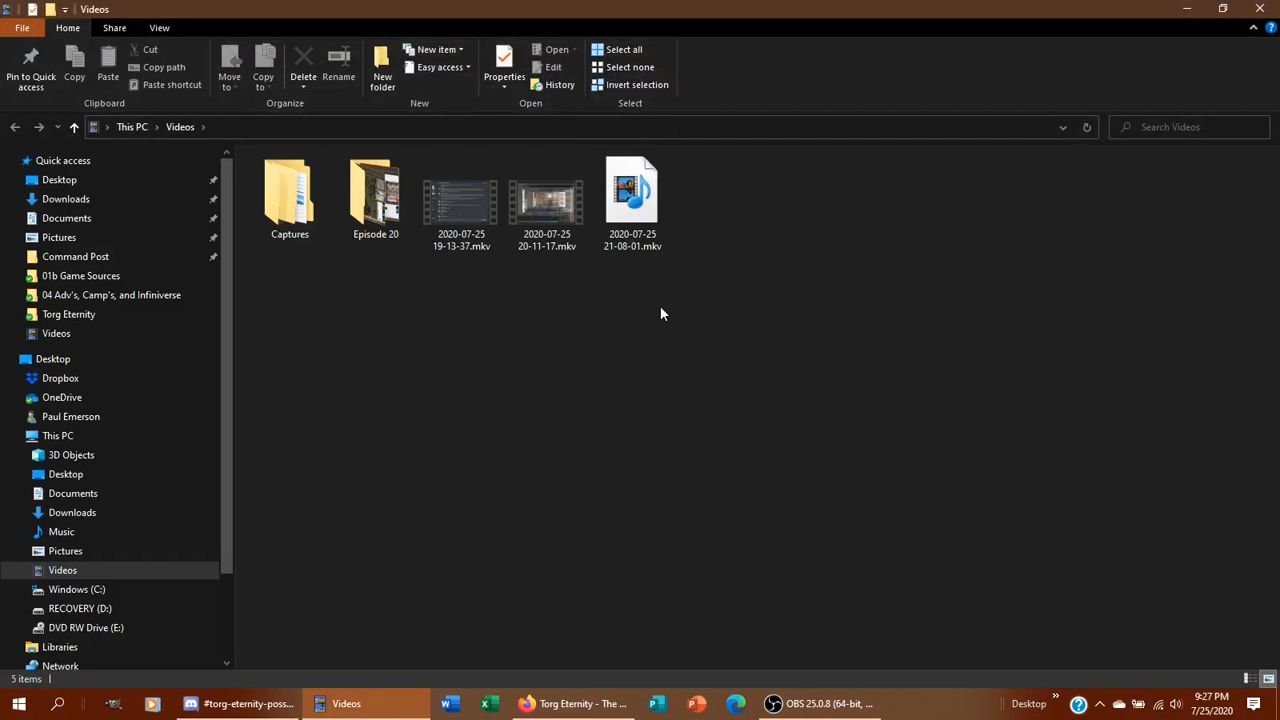 Videos
File Home Share View
Pin to Quick access
Copy
Paste
Cut
Copy path
Paste shortcut
Clipboard
Move to
Copy to
Delete
Rename
Organize
New folder
New item
Easy access
New
Properties
Open
Edit
History
Open
Select all
Select none
Invert selection
Select
This PC > Videos >
Search Videos
Quick access
Desktop
Downloads
Documents
Pictures
Command Post
01b Game Sources
04 Adv's, Camp's, and Infiniverse
Torg Eternity
Videos
Desktop
Dropbox
OneDrive
Paul Emerson
This PC
3D Objects
Desktop
Documents
Downloads
Music
Pictures
Videos
Windows (C:)
RECOVERY (D:)
DVD RW Drive (E:)
Libraries
Network
Captures
Episode 20
2020-07-25
19-13-37.mkv
2020-07-25
20-11-17.mkv
2020-07-25
21-08-01.mkv
5 items
#torg-eternity-poss...
Videos
Torg Eternity - The ...
OBS 25.0.8 (64-bit, ...
Desktop
9:27 PM
7/25/2020